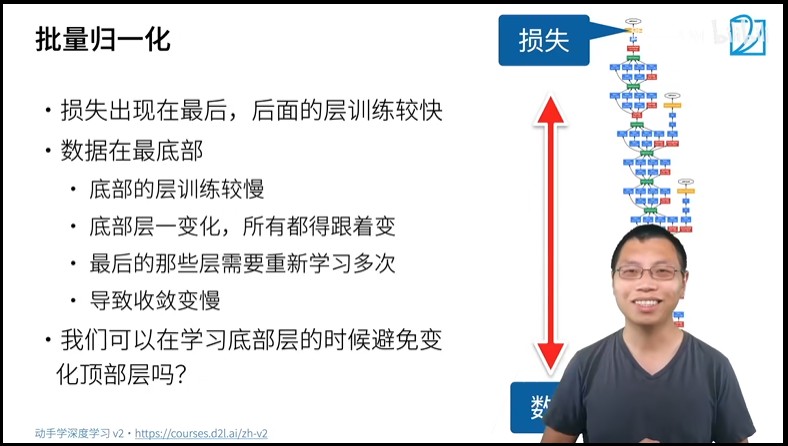 批量归一化
损失
• 损失出现在最后，后面的层训练较快
• 数据在最底部
• 底部的层训练较慢
• 底部层一变化，所有都得跟着变
• 最后的那些层需要重新学习多次
• 导致收敛变慢
• 我们可以在学习底部层的时候避免变
化顶部层吗？
数
动手学深度学习 v2 • https://courses.d2l.ai/zh-v2